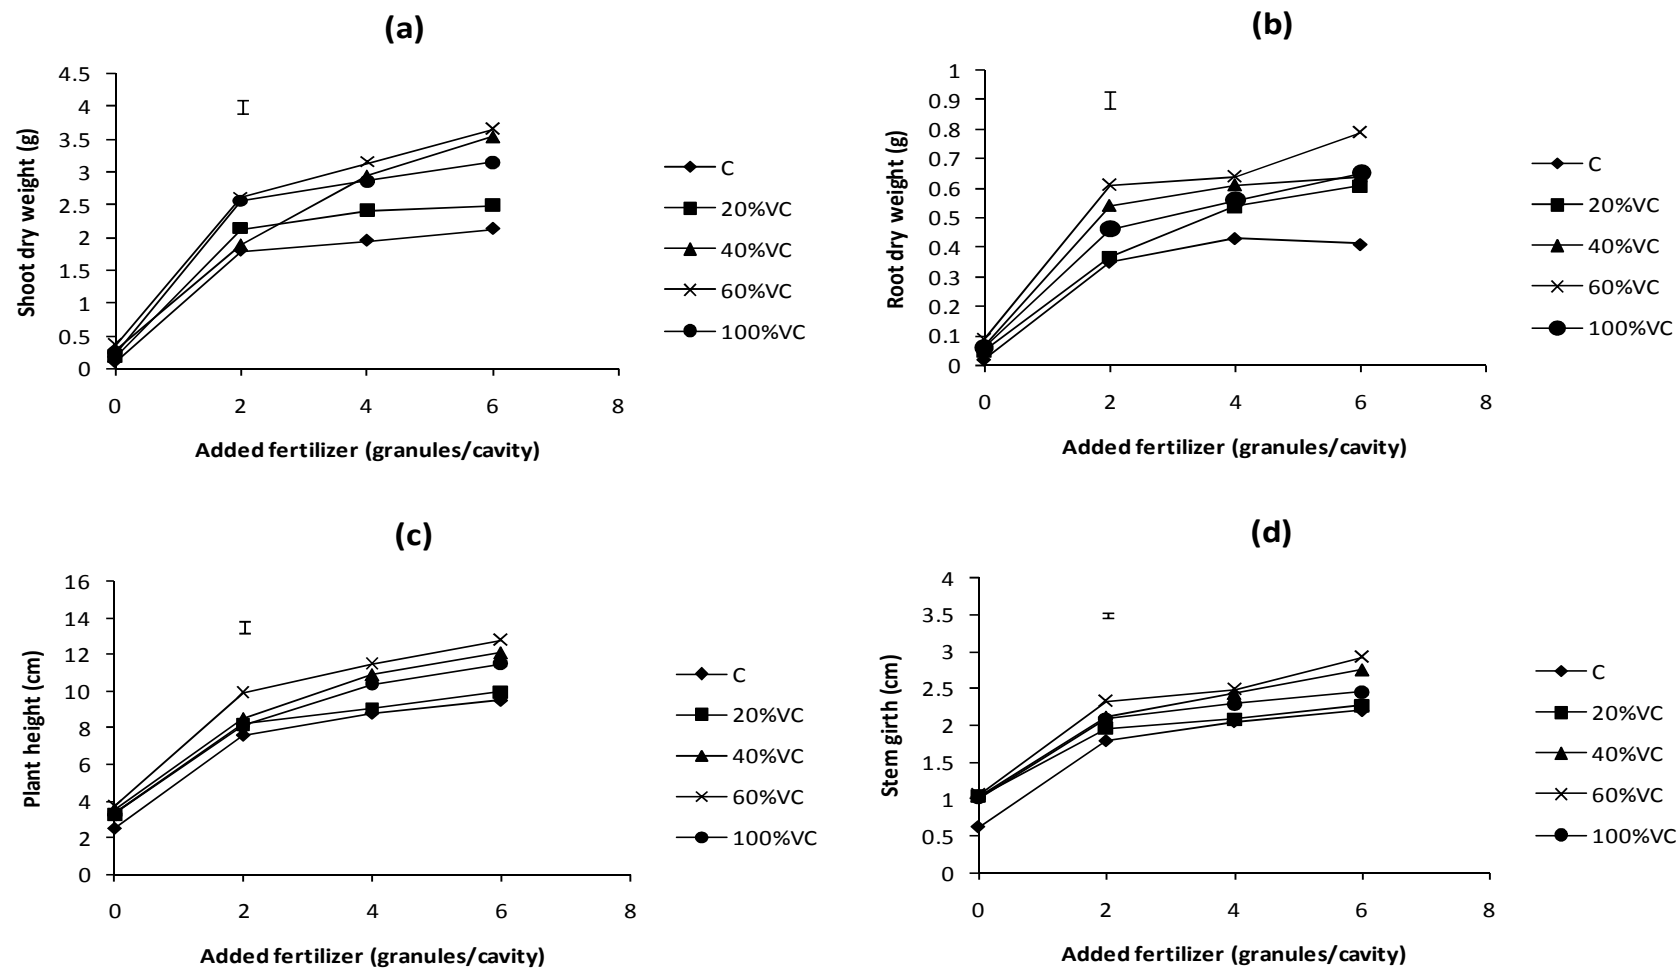 (a)
Shoot dry weight (g)
4.5
4
3.5
3
2.5
2
1.5
1
0.5
0
0 2 4 6 8
Added fertilizer (granules/cavity)
C
20%VC
40%VC
60%VC
100%VC
(b)
Root dry weight (g)
1
0.9
0.8
0.7
0.6
0.5
0.4
0.3
0.2
0.1
0
0 2 4 6 8
Added fertilizer (granules/cavity)
C
20%VC
40%VC
60%VC
100%VC
(c)
Plant height (cm)
16
14
12
10
8
6
4
2
0
0 2 4 6 8
Added fertilizer (granules/cavity)
C
20%VC
40%VC
60%VC
100%VC
(d)
Stem girth (cm)
4
3.5
3
2.5
2
1.5
1
0.5
0
0 2 4 6 8
Added fertilizer (granules/cavity)
C
20%VC
40%VC
60%VC
100%VC